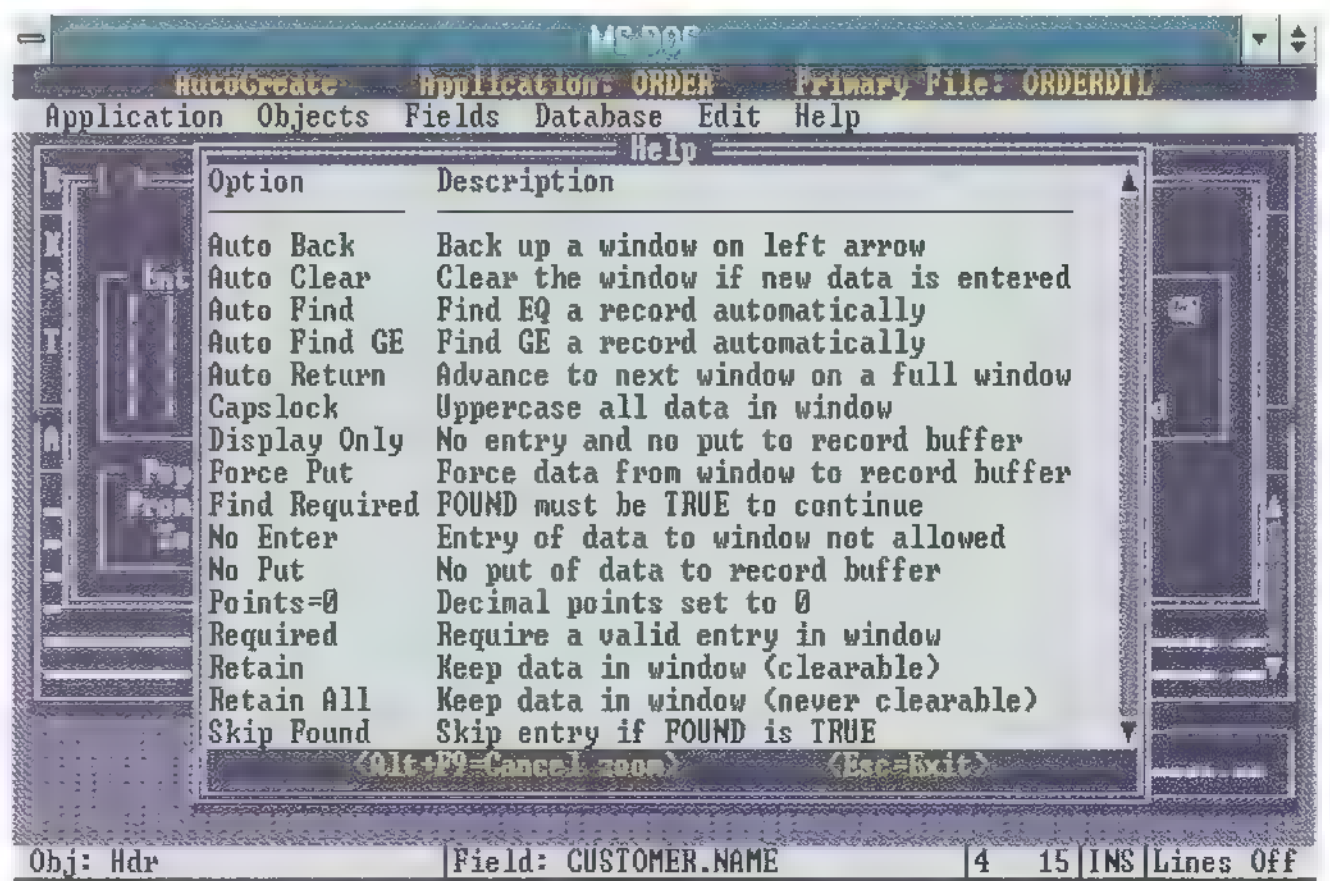 MS-DOS
AutoCreate Application: ORDER Primary File: ORDERDTL
Application Objects Fields Database Edit Help
Help
Option Description
Auto Back Back up a window on left arrow
Auto Clear Clear the window if new data is entered
Auto Find Find EQ a record automatically
Auto Find GE Find GE a record automatically
Auto Return Advance to next window on a full window
Capslock Uppercase all data in window
Display Only No entry and no put to record buffer
Force Put Force data from window to record buffer
Find Required FOUND must be TRUE to continue
No Enter Entry of data to window not allowed
No Put No put of data to record buffer
Points=0 Decimal points set to 0
Required Require a valid entry in window
Retain Keep data in window (clearable)
Retain All Keep data in window (never clearable)
Skip Found Skip entry if FOUND is TRUE
<Alt+F9=Cancel zoom> <Esc=Exit>
Obj: Hdr Field: CUSTOMER.NAME 4 15 INS Lines Off